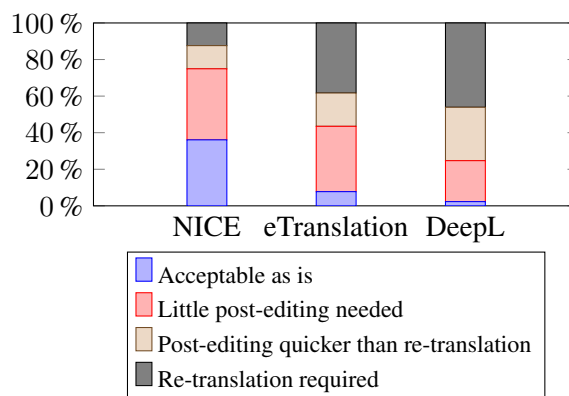 100 %
80 %
60 %
40 %
20 %
0 %
NICE eTranslation DeepL
Acceptable as is
Little post-editing needed
Post-editing quicker than re-translation
Re-translation required